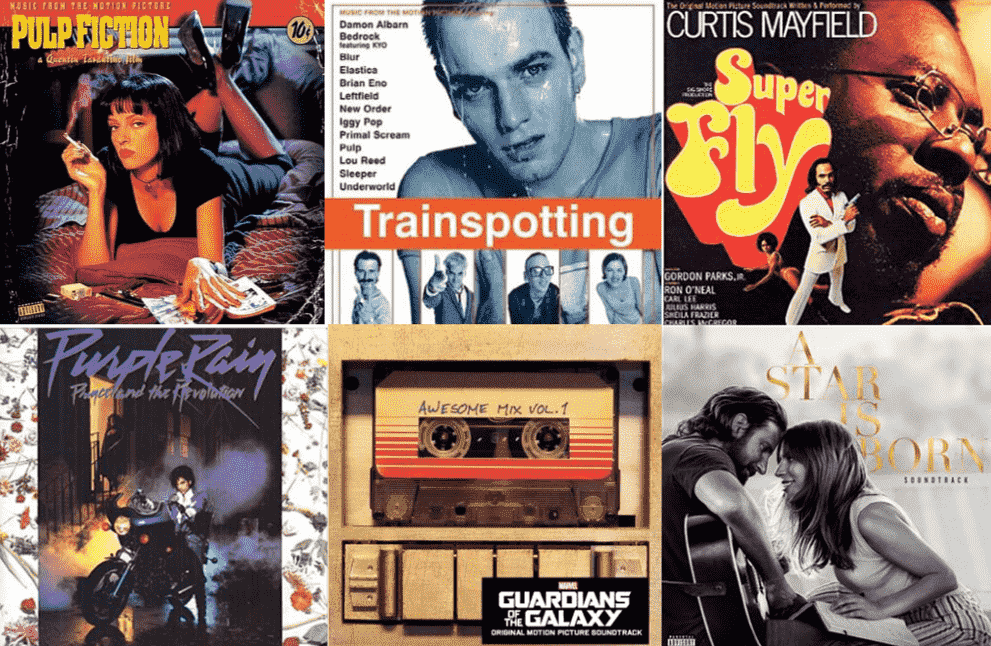 MUSIC FROM THE MOTION PICTURE
PULP FICTION
a Quentin Tarantino film
10¢
MUSIC FROM THE MOTION PICTURE
Damon Albarn
Bedrock
featuring KYO
Blur
Elastica
Brian Eno
Leftfield
New Order
Iggy Pop
Primal Scream
Pulp
Lou Reed
Sleeper
Underworld
Trainspotting
The Original Motion Picture Soundtrack Written & Performed by
CURTIS MAYFIELD
Super
Fly
GORDON PARKS, JR.
RON O'NEAL
CARL LEE
JULIUS HARRIS
SHEILA FRAZIER
CHARLES McGREGOR
Purple Rain
Prince and the Revolution
AWESOME MIX VOL. 1
MARVEL
GUARDIANS
OF THE
GALAXY
ORIGINAL MOTION PICTURE SOUNDTRACK
A
STAR
IS
BORN
SOUNDTRACK